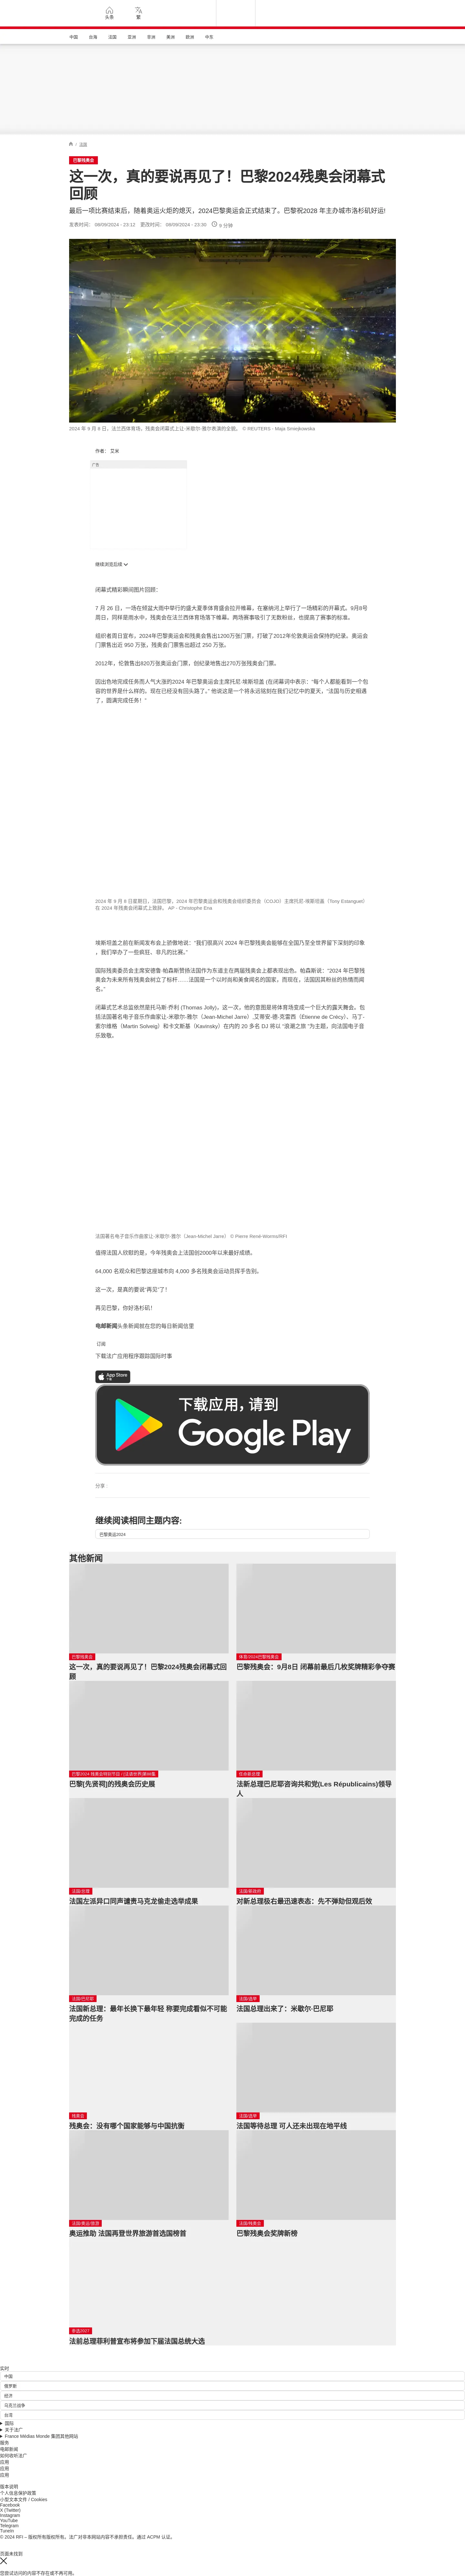 头条
繁
中国
台海
法国
亚洲
非洲
美洲
欧洲
中东
/ 法国
巴黎残奥会
这一次，真的要说再见了！巴黎2024残奥会闭幕式
回顾
最后一项比赛结束后，随着奥运火炬的熄灭，2024巴黎奥运会正式结束了。巴黎祝2028 年主办城市洛杉矶好运!
发表时间： 08/09/2024 - 23:12 更改时间： 08/09/2024 - 23:30 9 分钟
2024 年 9 月 8 日，法兰西体育场，残奥会闭幕式上让-米歇尔·雅尔表演的全貌。 © REUTERS - Maja Smiejkowska
作者： 艾米
广告
继续浏览后续
闭幕式精彩瞬间图片回顾：
7 月 26 日，一场在倾盆大雨中举行的盛大夏季体育盛会拉开帷幕，在塞纳河上举行了一场精彩的开幕式。9月8号
周日，同样是雨水中，残奥会在法兰西体育场落下帷幕。两场赛事吸引了无数粉丝，也提高了赛事的标准。
组织者周日宣布，2024年巴黎奥运会和残奥会售出1200万张门票，打破了2012年伦敦奥运会保持的纪录。奥运会
门票售出近 950 万张，残奥会门票售出超过 250 万张。
2012年，伦敦售出820万张奥运会门票，创纪录地售出270万张残奥会门票。
因出色地完成任务而人气大涨的2024 年巴黎奥运会主席托尼·埃斯坦盖 (在闭幕词中表示：“每个人都能看到一个包
容的世界是什么样的。现在已经没有回头路了。” 他说这是一个将永远铭刻在我们记忆中的夏天，“法国与历史相遇
了，圆满完成任务！”
2024 年 9 月 8 日星期日，法国巴黎，2024 年巴黎奥运会和残奥会组织委员会（COJO）主席托尼·埃斯坦盖（Tony Estanguet）
在 2024 年残奥会闭幕式上致辞。 AP - Christophe Ena
埃斯坦盖之前在新闻发布会上骄傲地说：“我们很高兴 2024 年巴黎残奥会能够在全国乃至全世界留下深刻的印象
，我们举办了一些疯狂、非凡的比赛。”
国际残奥委员会主席安德鲁·帕森斯赞扬法国作为东道主在两届残奥会上都表现出色。帕森斯说：“2024 年巴黎残
奥会为未来所有残奥会树立了标杆……法国是一个以时尚和美食闻名的国家，而现在，法国因其粉丝的热情而闻
名。”
闭幕式艺术总监依然是托马斯·乔利 (Thomas Jolly)。这一次，他的意图是将体育场变成一个巨大的露天舞会。包
括法国著名电子音乐作曲家让-米歇尔·雅尔（Jean-Michel Jarre）,艾蒂安-德-克雷西（Étienne de Crécy）、马丁-
索尔维格（Martin Solveig）和卡文斯基（Kavinsky）在内的 20 多名 DJ 将以 “浪潮之旅 ”为主题，向法国电子音
乐致敬。
法国著名电子音乐作曲家让-米歇尔·雅尔（Jean-Michel Jarre） © Pierre René-Worms/RFI
值得法国人欣慰的是，今年残奥会上法国创2000年以来最好成绩。
64,000 名观众和巴黎这座城市向 4,000 多名残奥会运动员挥手告别。
这一次，是真的要说“再见”了！
再见巴黎，你好洛杉矶！
电邮新闻头条新闻就在您的每日新闻信里
订阅
下载法广应用程序跟踪国际时事
App Store
下载应用，请到
Google Play
分享 :
继续阅读相同主题内容:
巴黎奥运2024
其他新闻
巴黎残奥会
这一次，真的要说再见了！巴黎2024残奥会闭幕式回
顾
体育/2024巴黎残奥会
巴黎残奥会：9月8日 闭幕前最后几枚奖牌精彩争夺赛
巴黎[先贤祠]的残奥会历史展
任命新总理
法新总理巴尼耶咨询共和党(Les Républicains)领导
人
法国/总理
法国左派异口同声谴责马克龙偷走选举成果
法国/新政府
对新总理极右最迅速表态：先不弹劾但观后效
法国/巴尼耶
法国新总理：最年长换下最年轻 称要完成看似不可能
完成的任务
法国/选举
法国总理出来了：米歇尔·巴尼耶
残奥会
残奥会：没有哪个国家能够与中国抗衡
法国/选举
法国等待总理 可人还未出现在地平线
法国/奥运/旅游
奥运推助 法国再登世界旅游首选国榜首
法国/残奥会
巴黎残奥会奖牌新榜
老选2027
法前总理菲利普宣布将参加下届法国总统大选
实时
中国
俄罗斯
经济
乌克兰战争
台湾
国际
关于法广
France Médias Monde 集团其他网站
服务
电邮新闻
如何收听法广
应用
应用
应用
版本说明
个人信息保护政策
小型文本文件 / Cookies
Facebook
X (Twitter)
Instagram
YouTube
Telegram
TuneIn
© 2024 RFI – 版权所有版权所有。法广对非本网站内容不承担责任。通过 ACPM 认证。
页面未找到
您尝试访问的内容不存在或不再可用。